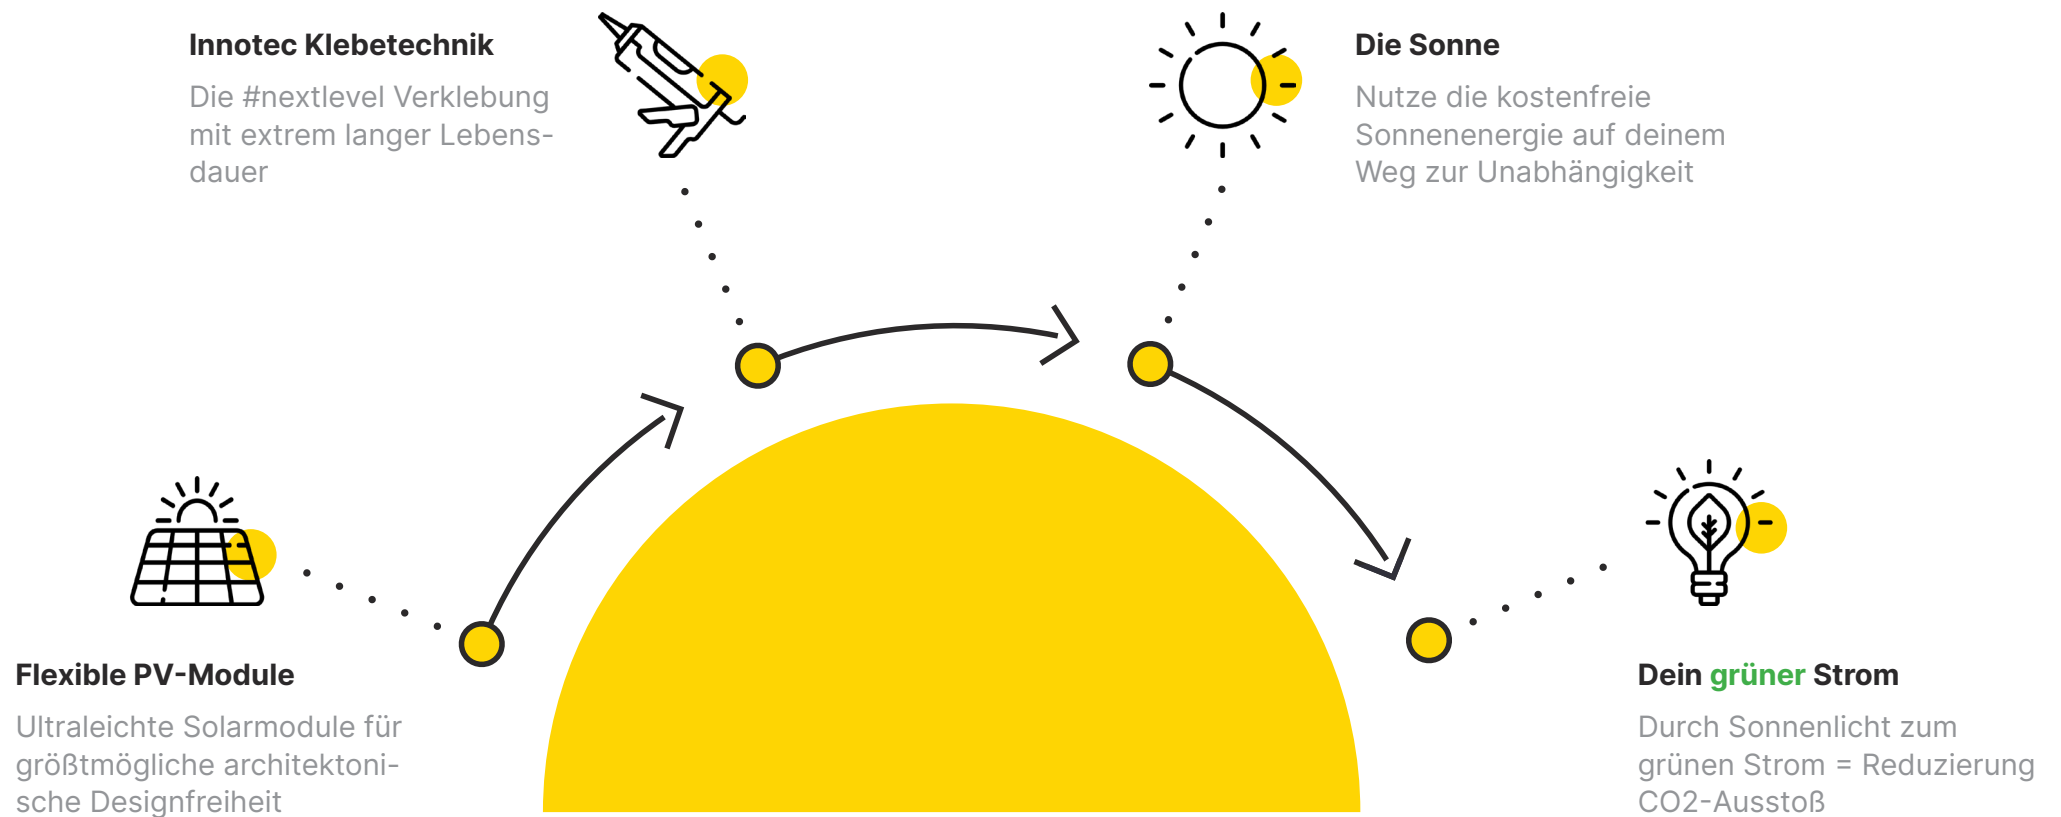 Innotec Klebetechnik
Die #nextlevel Verklebung
mit extrem langer Lebens-
dauer
Die Sonne
Nutze die kostenfreie
Sonnenenergie auf deinem
Weg zur Unabhängigkeit
Flexible PV-Module
Ultraleichte Solarmodule für
größtmögliche architektoni-
sche Designfreiheit
Dein grüner Strom
Durch Sonnenlicht zum
grünen Strom = Reduzierung
CO2-Ausstoß